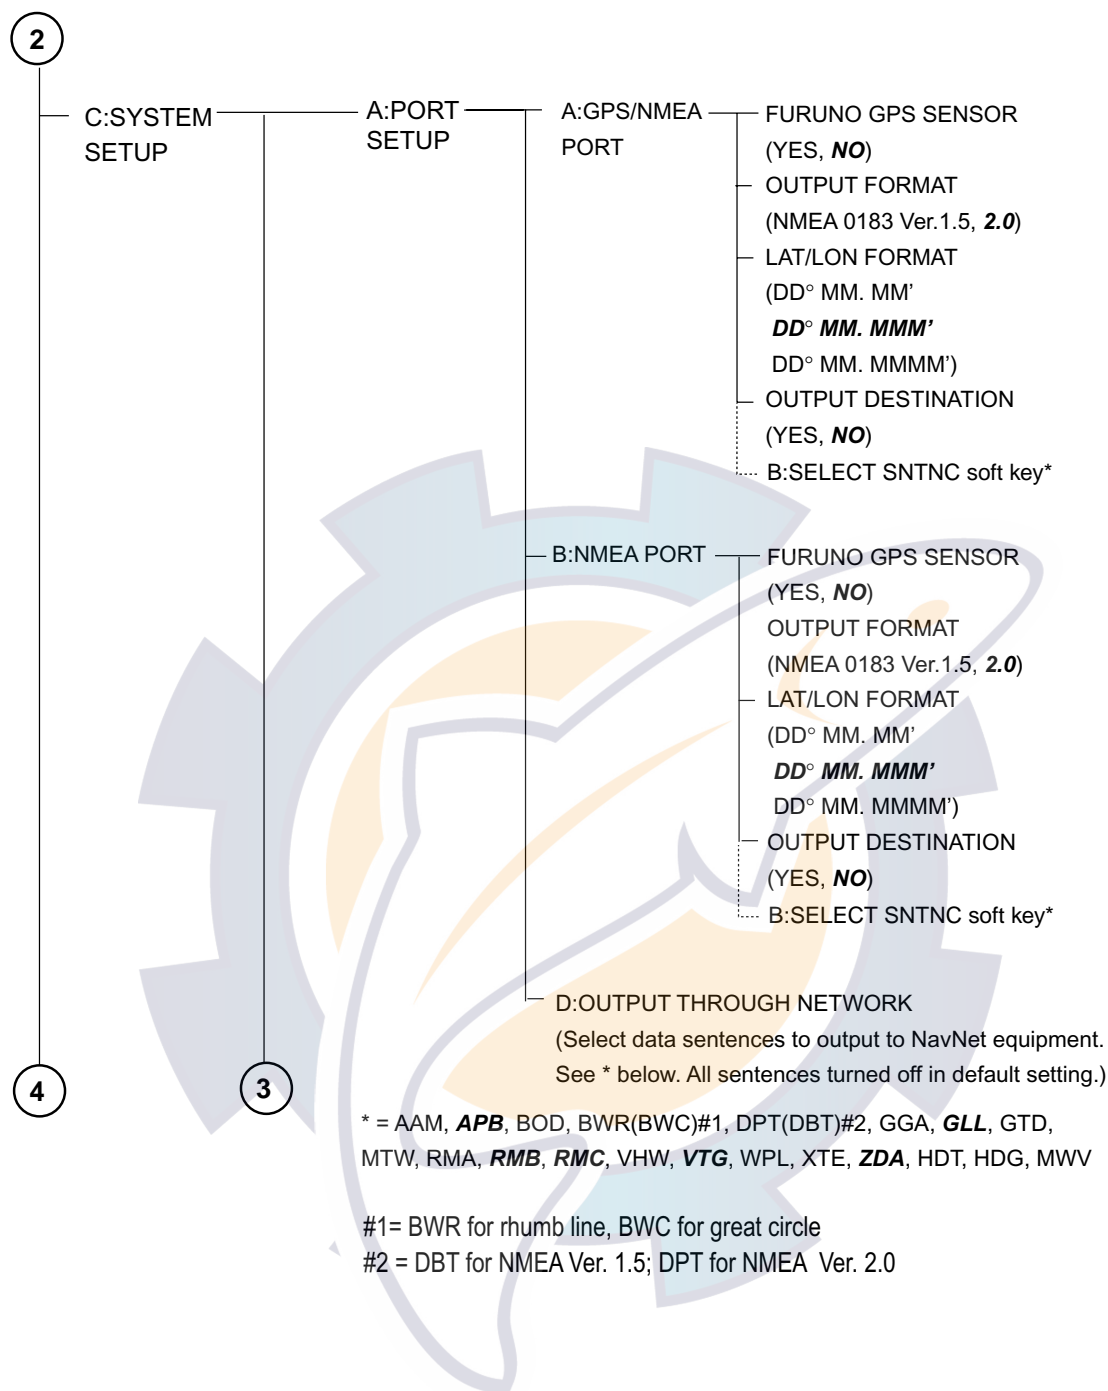 2
C:SYSTEM
SETUP
A:PORT
SETUP
A:GPS/NMEA
PORT
FURUNO GPS SENSOR
(YES, NO)
OUTPUT FORMAT
(NMEA 0183 Ver.1.5, 2.0)
LAT/LON FORMAT
(DD° MM. MM'
DD° MM. MMM'
DD° MM. MMMM')
OUTPUT DESTINATION
(YES, NO)
B:SELECT SNTNC soft key*
B:NMEA PORT
FURUNO GPS SENSOR
(YES, NO)
OUTPUT FORMAT
(NMEA 0183 Ver.1.5, 2.0)
LAT/LON FORMAT
(DD° MM. MM'
DD° MM. MMM'
DD° MM. MMMM')
OUTPUT DESTINATION
(YES, NO)
B:SELECT SNTNC soft key*
D:OUTPUT THROUGH NETWORK
(Select data sentences to output to NavNet equipment.
See * below. All sentences turned off in default setting.)
4
3
* = AAM, APB, BOD, BWR(BWC)#1, DPT(DBT)#2, GGA, GLL, GTD,
MTW, RMA, RMB, RMC, VHW, VTG, WPL, XTE, ZDA, HDT, HDG, MWV
#1= BWR for rhumb line, BWC for great circle
#2 = DBT for NMEA Ver. 1.5; DPT for NMEA Ver. 2.0